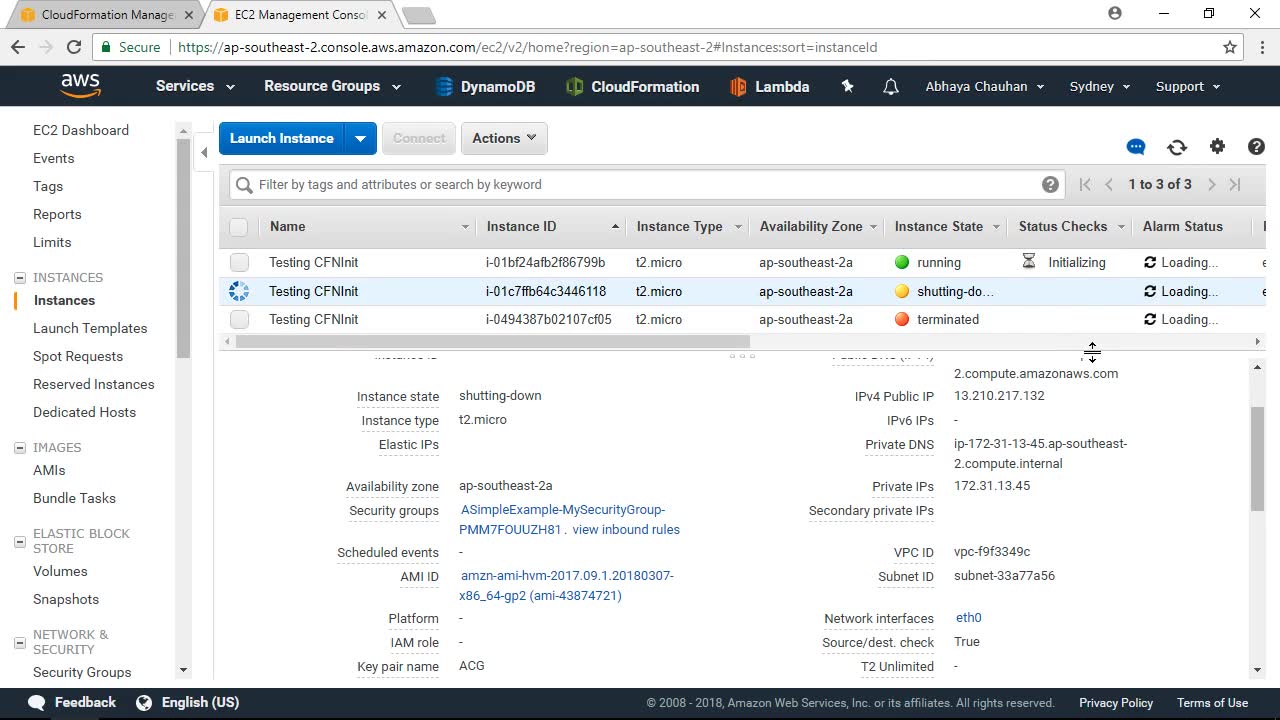 CloudFormation Manage
EC2 Management Consol
Secure
https://ap-southeast-2.console.aws.amazon.com/ec2/v2/home?region=ap-southeast-2#Instances:sort=instanceId
aws
Services
Resource Groups
DynamoDB
CloudFormation
Lambda
Abhaya Chauhan
Sydney
Support
EC2 Dashboard
Events
Tags
Reports
Limits
INSTANCES
Instances
Launch Templates
Spot Requests
Reserved Instances
Dedicated Hosts
IMAGES
AMIs
Bundle Tasks
ELASTIC BLOCK
STORE
Volumes
Snapshots
NETWORK &
SECURITY
Security Groups
Launch Instance
Connect
Actions
Filter by tags and attributes or search by keyword
1 to 3 of 3
Name Instance ID Instance Type Availability Zone Instance State Status Checks Alarm Status
Testing CFNInit i-01bf24afb2f86799b t2.micro ap-southeast-2a running Initializing Loading...
Testing CFNInit i-01c7ffb64c3446118 t2.micro ap-southeast-2a shutting-do... Loading...
Testing CFNInit i-0494387b02107cf05 t2.micro ap-southeast-2a terminated Loading...
2.compute.amazonaws.com
Instance state shutting-down
IPv4 Public IP 13.210.217.132
Instance type t2.micro
IPv6 IPs -
Elastic IPs
Private DNS ip-172-31-13-45.ap-southeast-
2.compute.internal
Availability zone ap-southeast-2a
Private IPs 172.31.13.45
Security groups ASimpleExample-MySecurityGroup-
PMM7FOUUZH81 . view inbound rules
Secondary private IPs
Scheduled events -
VPC ID vpc-f9f3349c
AMI ID amzn-ami-hvm-2017.09.1.20180307-
x86_64-gp2 (ami-43874721)
Subnet ID subnet-33a77a56
Platform -
Network interfaces eth0
IAM role -
Source/dest. check True
Key pair name ACG
T2 Unlimited -
Feedback
English (US)
© 2008 - 2018, Amazon Web Services, Inc. or its affiliates. All rights reserved.
Privacy Policy
Terms of Use